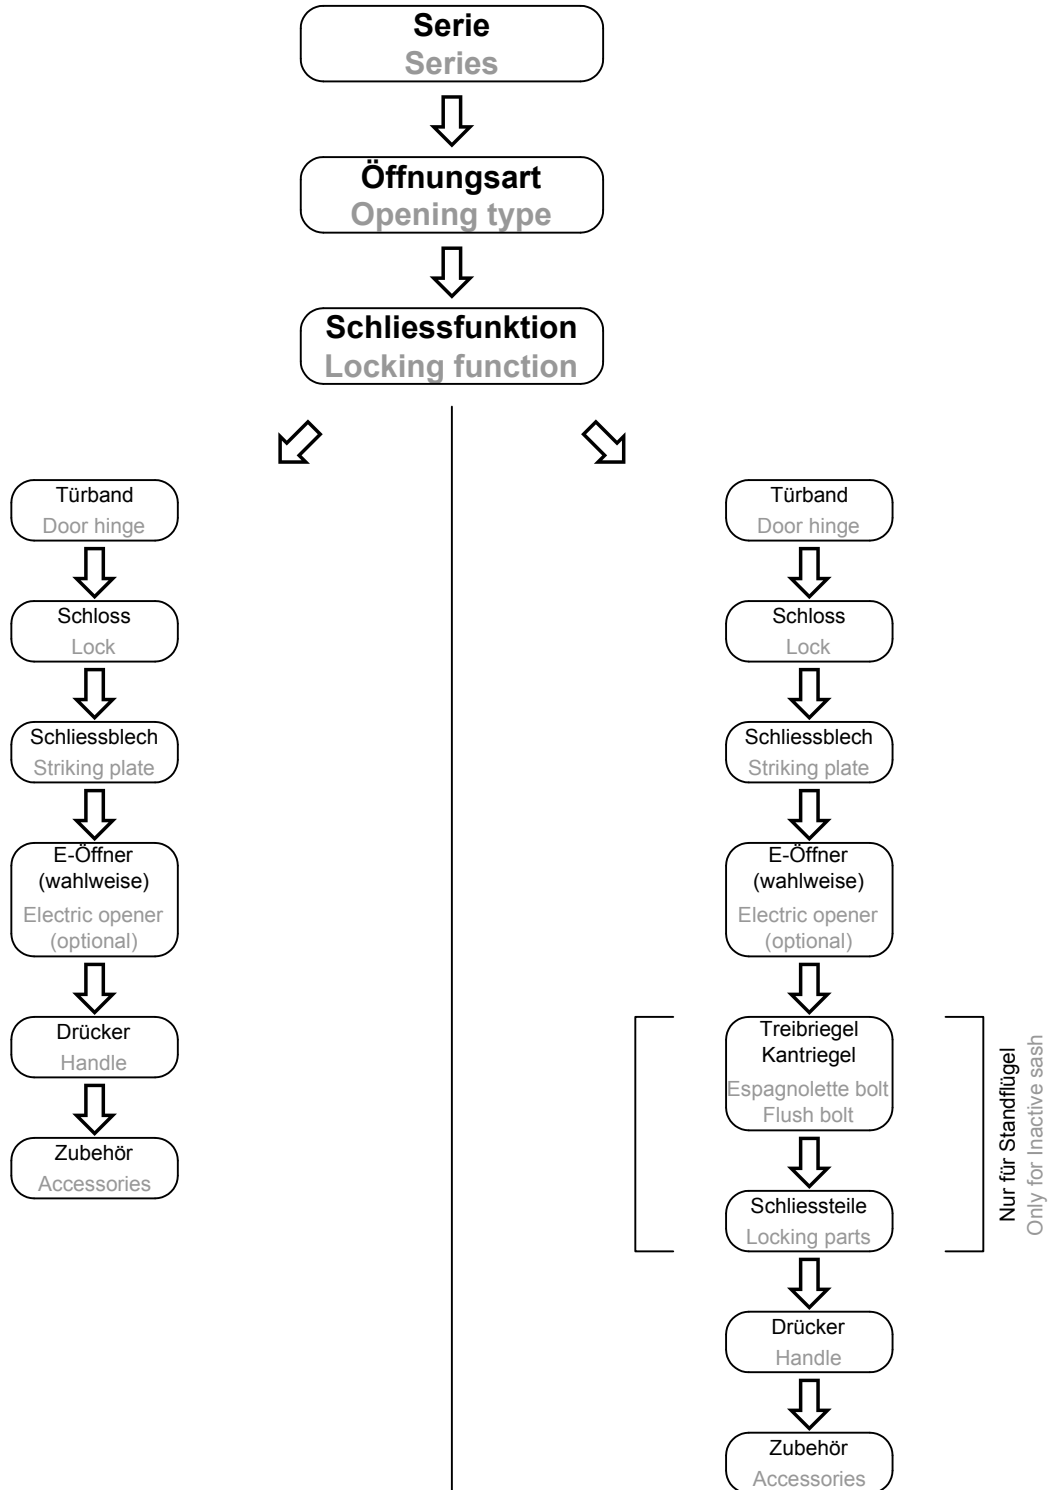 Serie
Series
Öffnungsart
Opening type
Schliessfunktion
Locking function
Türband
Door hinge
Schloss
Lock
Schliessblech
Striking plate
E-Öffner
(wahlweise)
Electric opener
(optional)
Drücker
Handle
Zubehör
Accessories
Türband
Door hinge
Schloss
Lock
Schliessblech
Striking plate
E-Öffner
(wahlweise)
Electric opener
(optional)
Treibriegel
Kantriegel
Espagnolette bolt
Flush bolt
Schliessteile
Locking parts
Nur für Standflügel
Only for Inactive sash
Drücker
Handle
Zubehör
Accessories